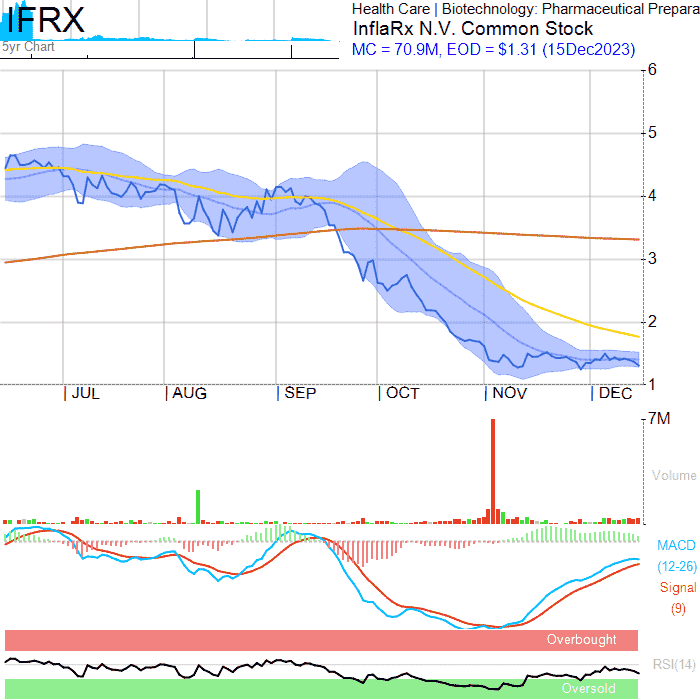 IFRX
5yr Chart
Health Care | Biotechnology: Pharmaceutical Prepara
InflaRx N.V. Common Stock
MC = 70.9M, EOD = $1.31 (15Dec2023)
6
5
4
3
2
1
JUL
AUG
SEP
OCT
NOV
DEC
7M
Volume
MACD
(12-26)
Signal
(9)
Overbought
RSI(14)
Oversold